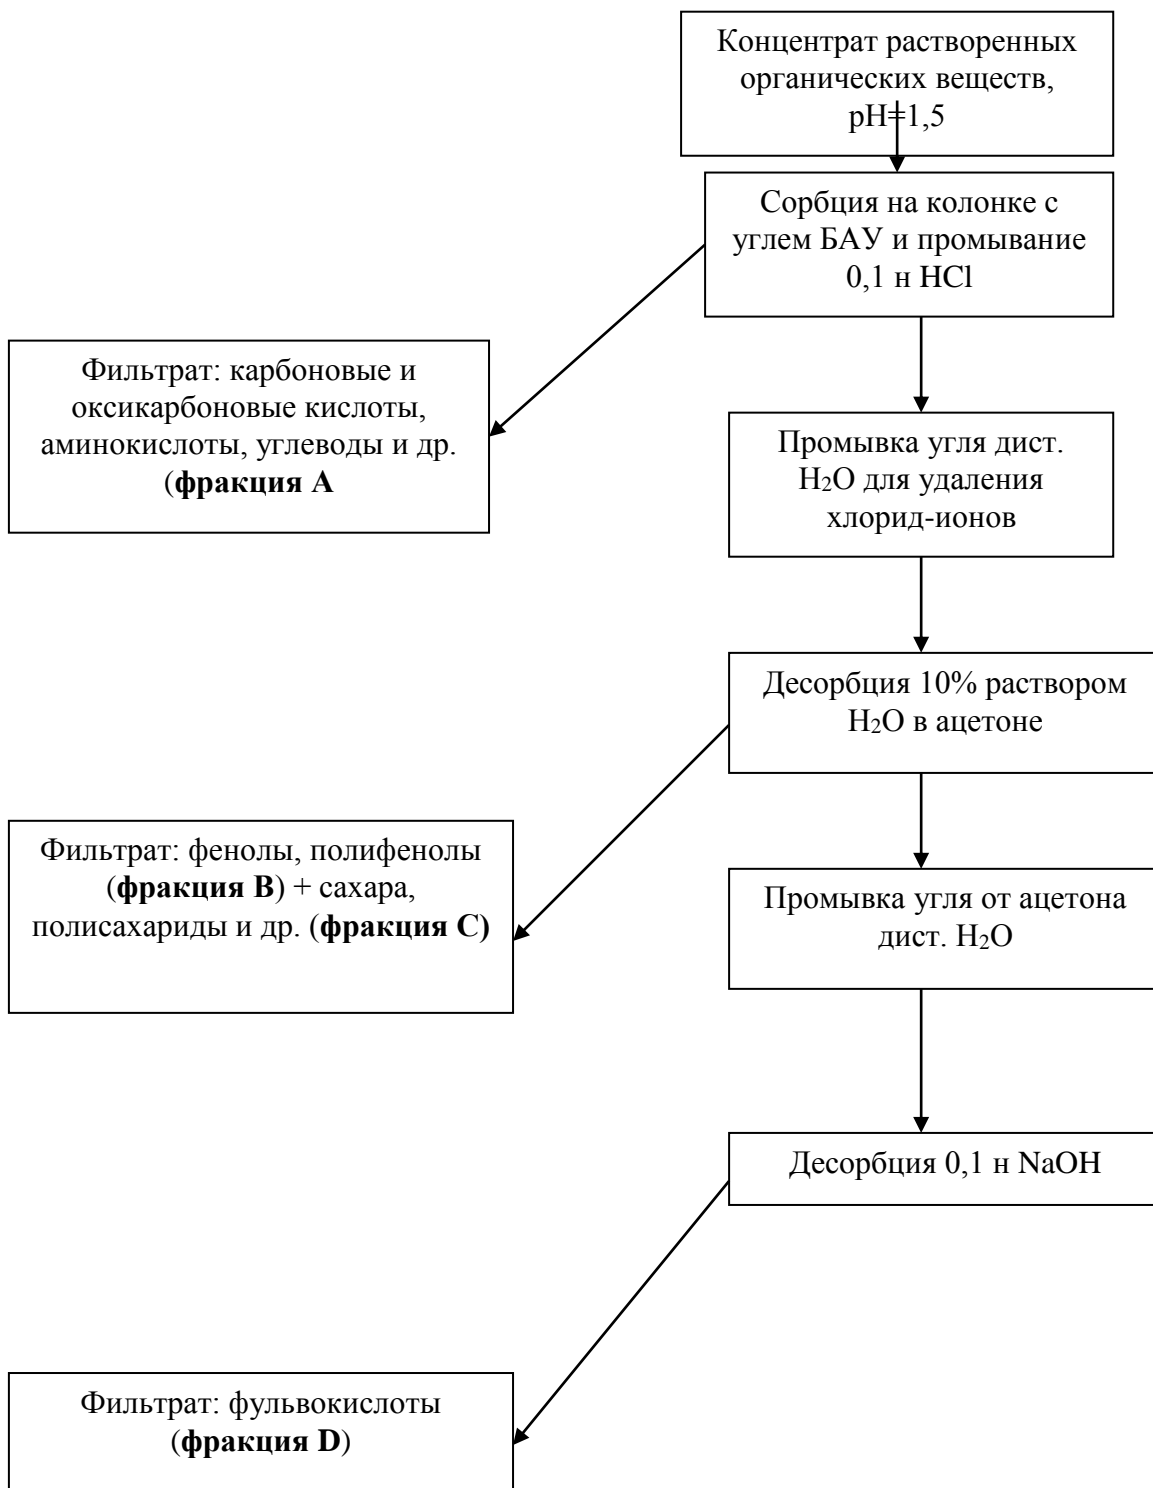 Концентрат растворенных
органических веществ,
pH=1,5
Сорбция на колонке с
углем БАУ и промывание
0,1 н HCl
Фильтрат: карбоновые и
оксикарбоновые кислоты,
аминокислоты, углеводы и др.
(фракция А
Промывка угля дист.
H₂O для удаления
хлорид-ионов
Десорбция 10% раствором
H₂O в ацетоне
Фильтрат: фенолы, полифенолы
(фракция В) + сахара,
полисахариды и др. (фракция С)
Промывка угля от ацетона
дист. H₂O
Десорбция 0,1 н NaOH
Фильтрат: фульвокислоты
(фракция D)